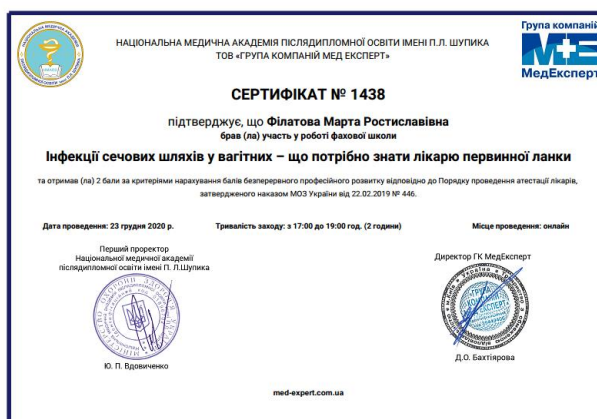 НАЦІОНАЛЬНА МЕДИЧНА АКАДЕМІЯ ПІСЛЯДИПЛОМНОЇ ОСВІТИ ІМЕНІ П.Л. ШУПИКА
ТОВ «ГРУПА КОМПАНІЙ МЕД ЕКСПЕРТ»
Група компаній
МЕ
МедЕксперт
СЕРТИФІКАТ № 1438
підтверджує, що Філатова Марта Ростиславівна
брав (ла) участь у роботі фахової школи
Інфекції сечових шляхів у вагітних – що потрібно знати лікарю первинної ланки
та отримав (ла) 2 бали за критеріями нарахування балів безперервного професійного розвитку відповідно до Порядку проведення атестації лікарів,
затвердженого наказом МОЗ України від 22.02.2019 № 446.
Дата проведення: 23 грудня 2020 р.
Тривалість заходу: з 17:00 до 19:00 год. (2 години)
Місце проведення: онлайн
Перший проректор
Національної медичної академії
післядипломної освіти імені П. Л.Шупика
Ю. П. Вдовиченко
Директор ГК МедЕксперт
Д.О. Бахтіярова
med-expert.com.ua